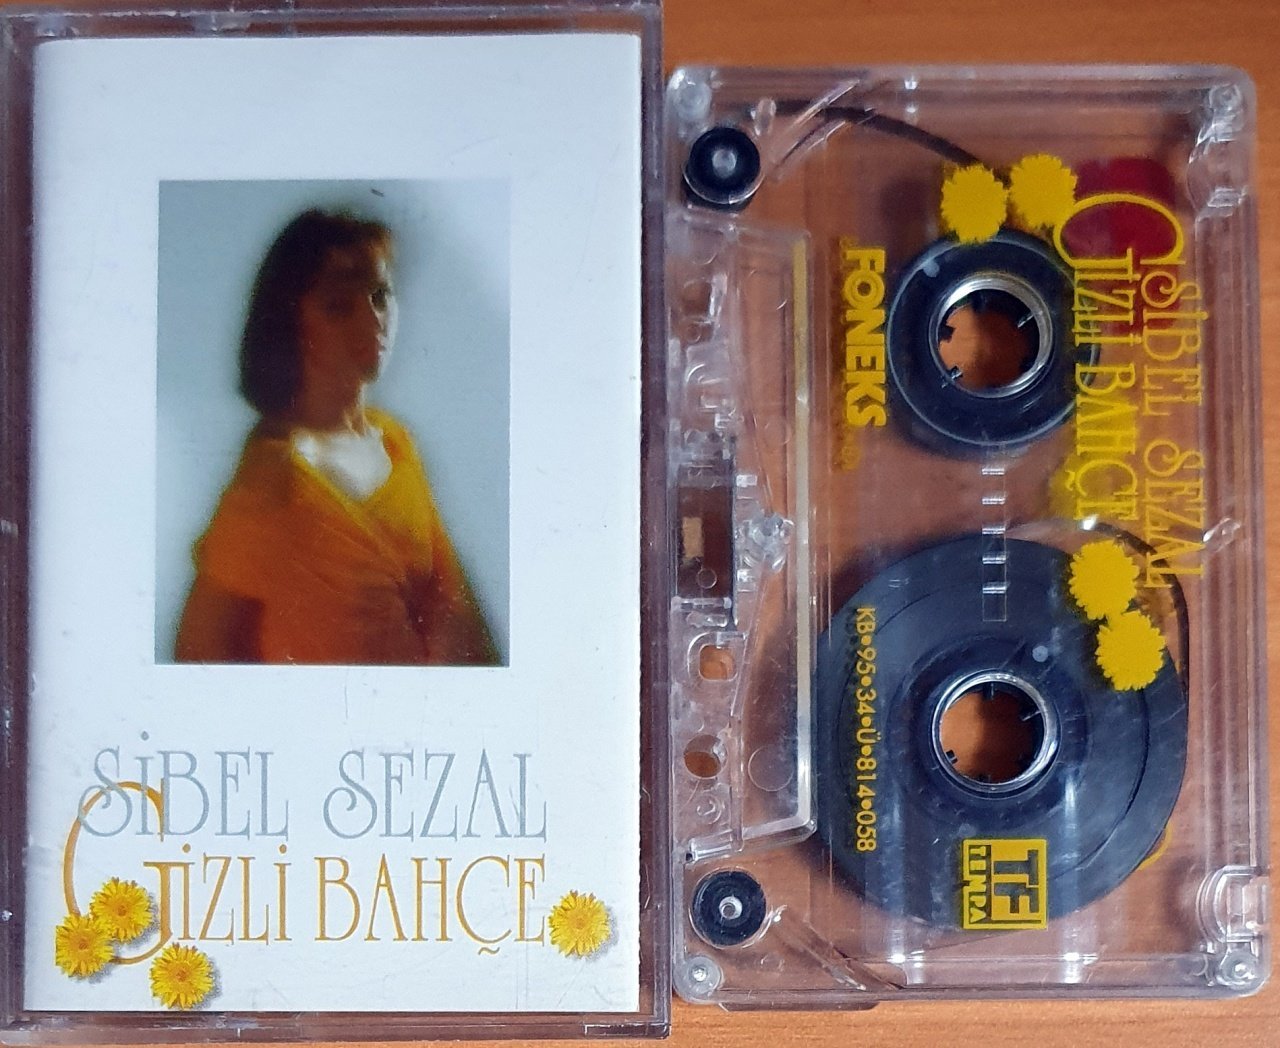 SİBEL SEZAL
GİZLİ BAHÇE
SİBEL SEZAL
GİZLİ BAHÇE
FONEKS
KB•95•34•Ü•814•058
TF